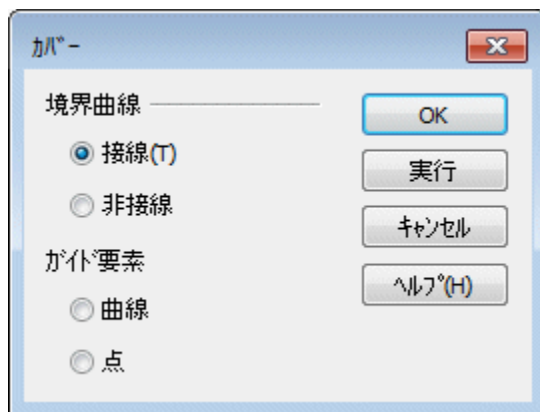 ｶﾊﾞｰ
境界曲線
接線(T)
非接線
ｶﾞｲﾄﾞ要素
曲線
点
OK
実行
ｷｬﾝｾﾙ
ﾍﾙﾌﾟ(H)